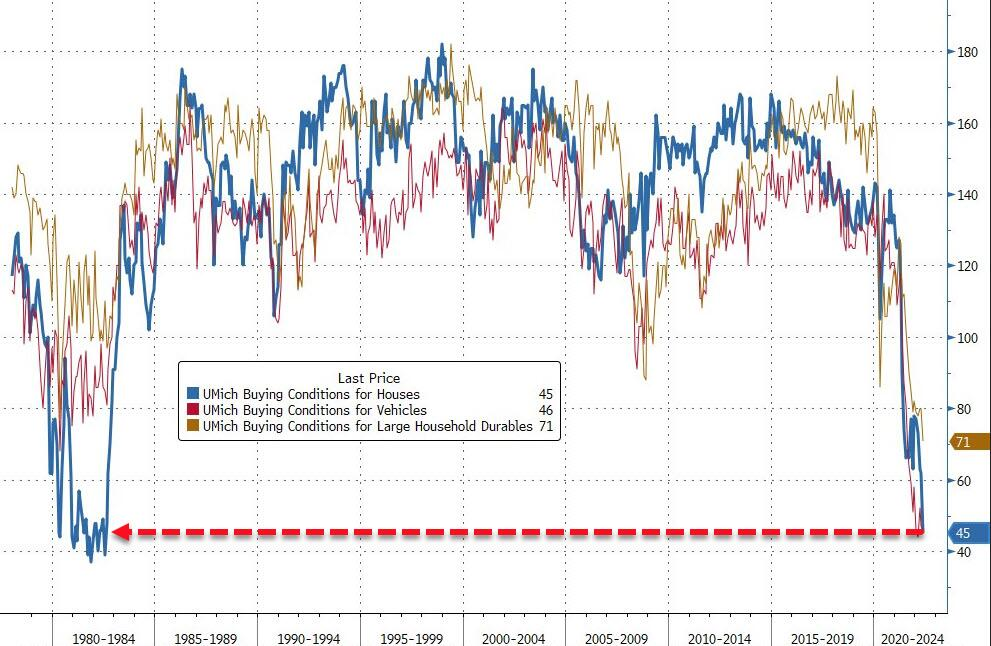 180
160
140
120
100
80
71
60
45
40
Last Price
UMich Buying Conditions for Houses 45
UMich Buying Conditions for Vehicles 46
UMich Buying Conditions for Large Household Durables 71
1980-1984 1985-1989 1990-1994 1995-1999 2000-2004 2005-2009 2010-2014 2015-2019 2020-2024